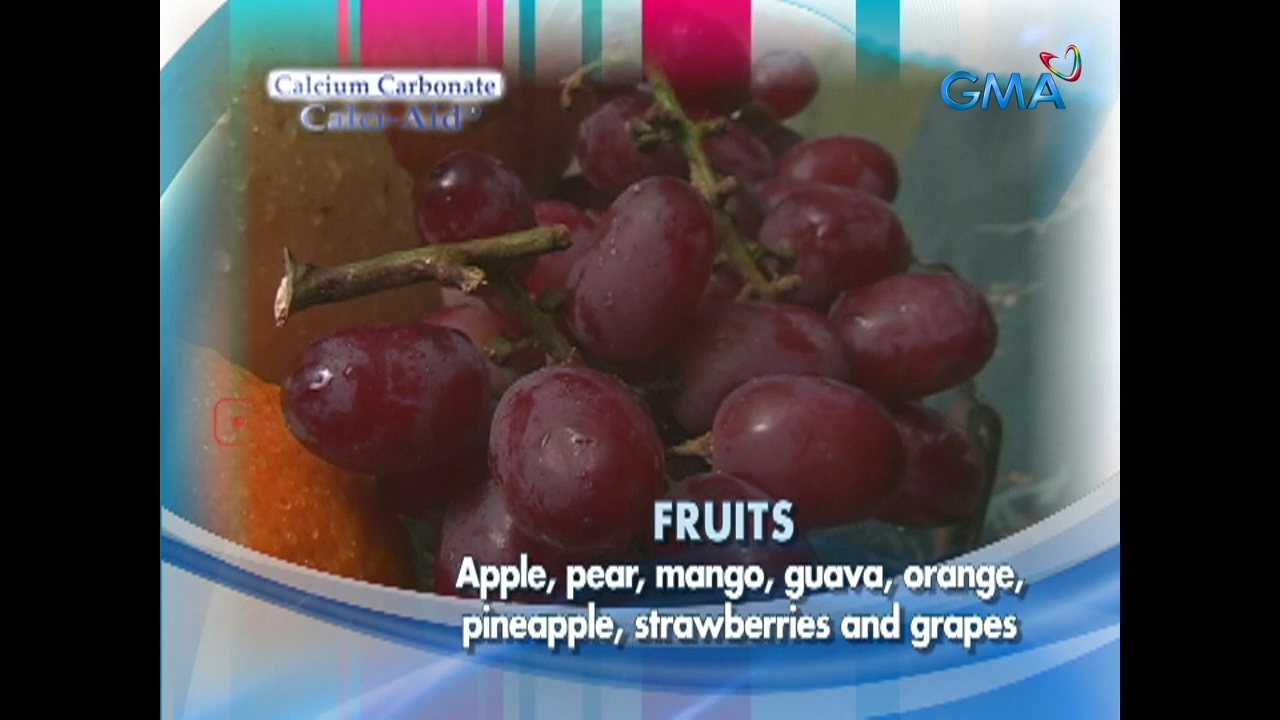 Calcium Carbonate
Calci-Aid®
GMA
FRUITS
Apple, pear, mango, guava, orange,
pineapple, strawberries and grapes